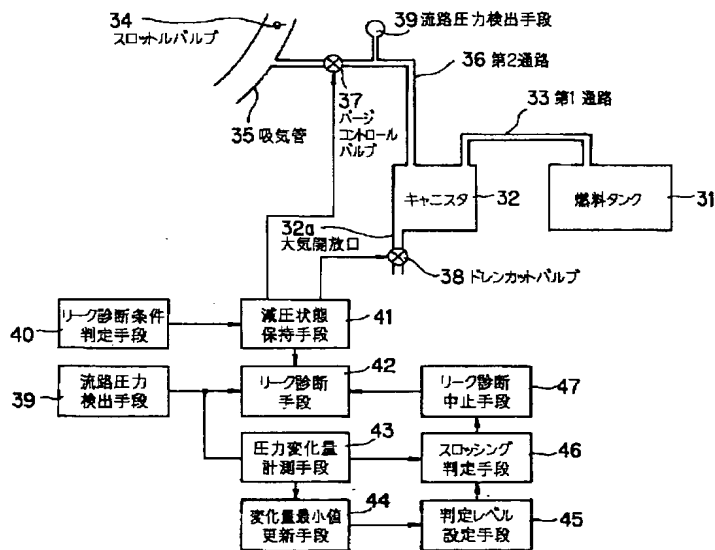 34
スロットルバルブ
39 流路圧力検出手段
36 第2通路
33 第1通路
37
パージ
コントロール
バルブ
35 吸気管
キャニスタ
32
燃料タンク
31
32a
大気開放口
38 ドレンカットバルブ
リーク診断条件
判定手段
40
減圧状態
保持手段
41
流路圧力
検出手段
39
リーク診断
手段
42
リーク診断
中止手段
47
圧力変化量
計測手段
43
スロッシング
判定手段
46
変化量最小値
更新手段
44
判定レベル
設定手段
45